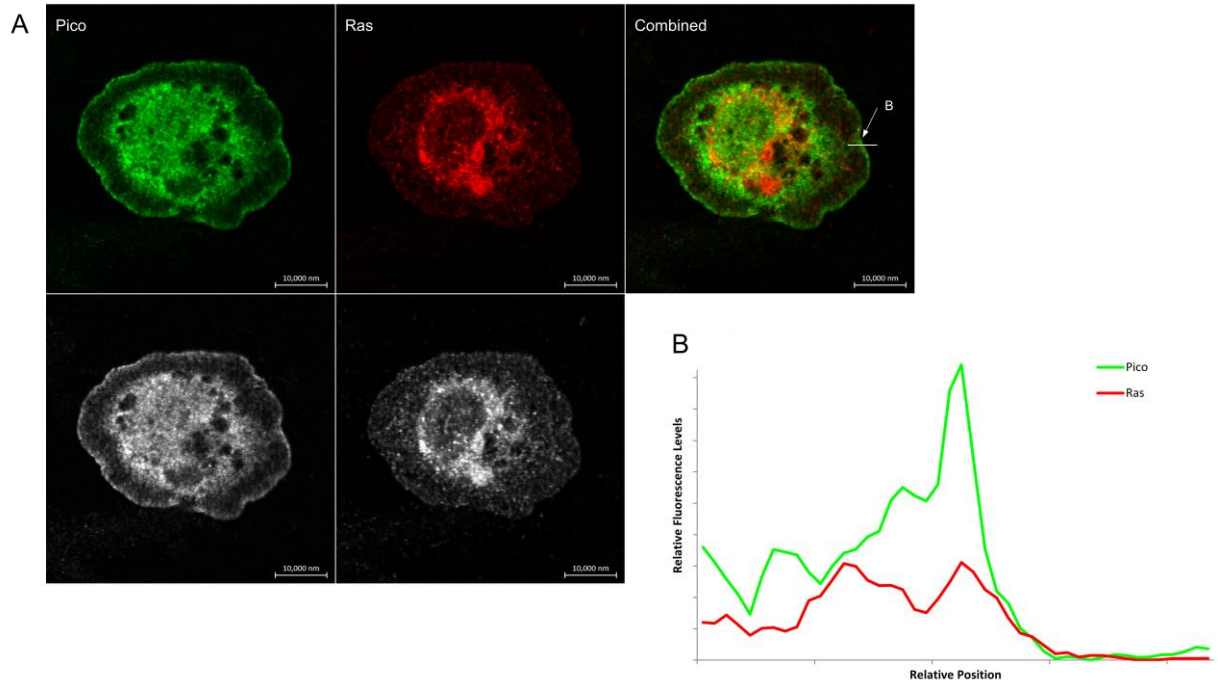 A
Pico
Ras
Combined
B
10,000 nm
10,000 nm
10,000 nm
10,000 nm
10,000 nm
B
Pico
Ras
Relative Fluorescence Levels
Relative Position